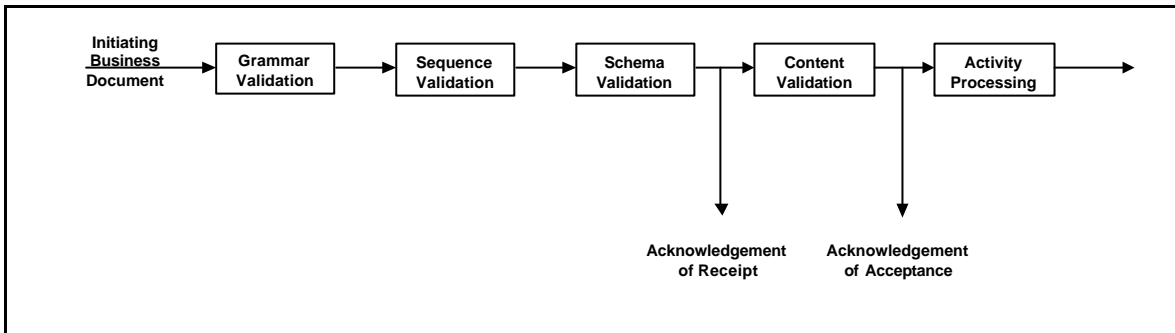 Initiating
Business
Document
Grammar
Validation
Sequence
Validation
Schema
Validation
Content
Validation
Activity
Processing
Acknowledgement
of Receipt
Acknowledgement
of Acceptance